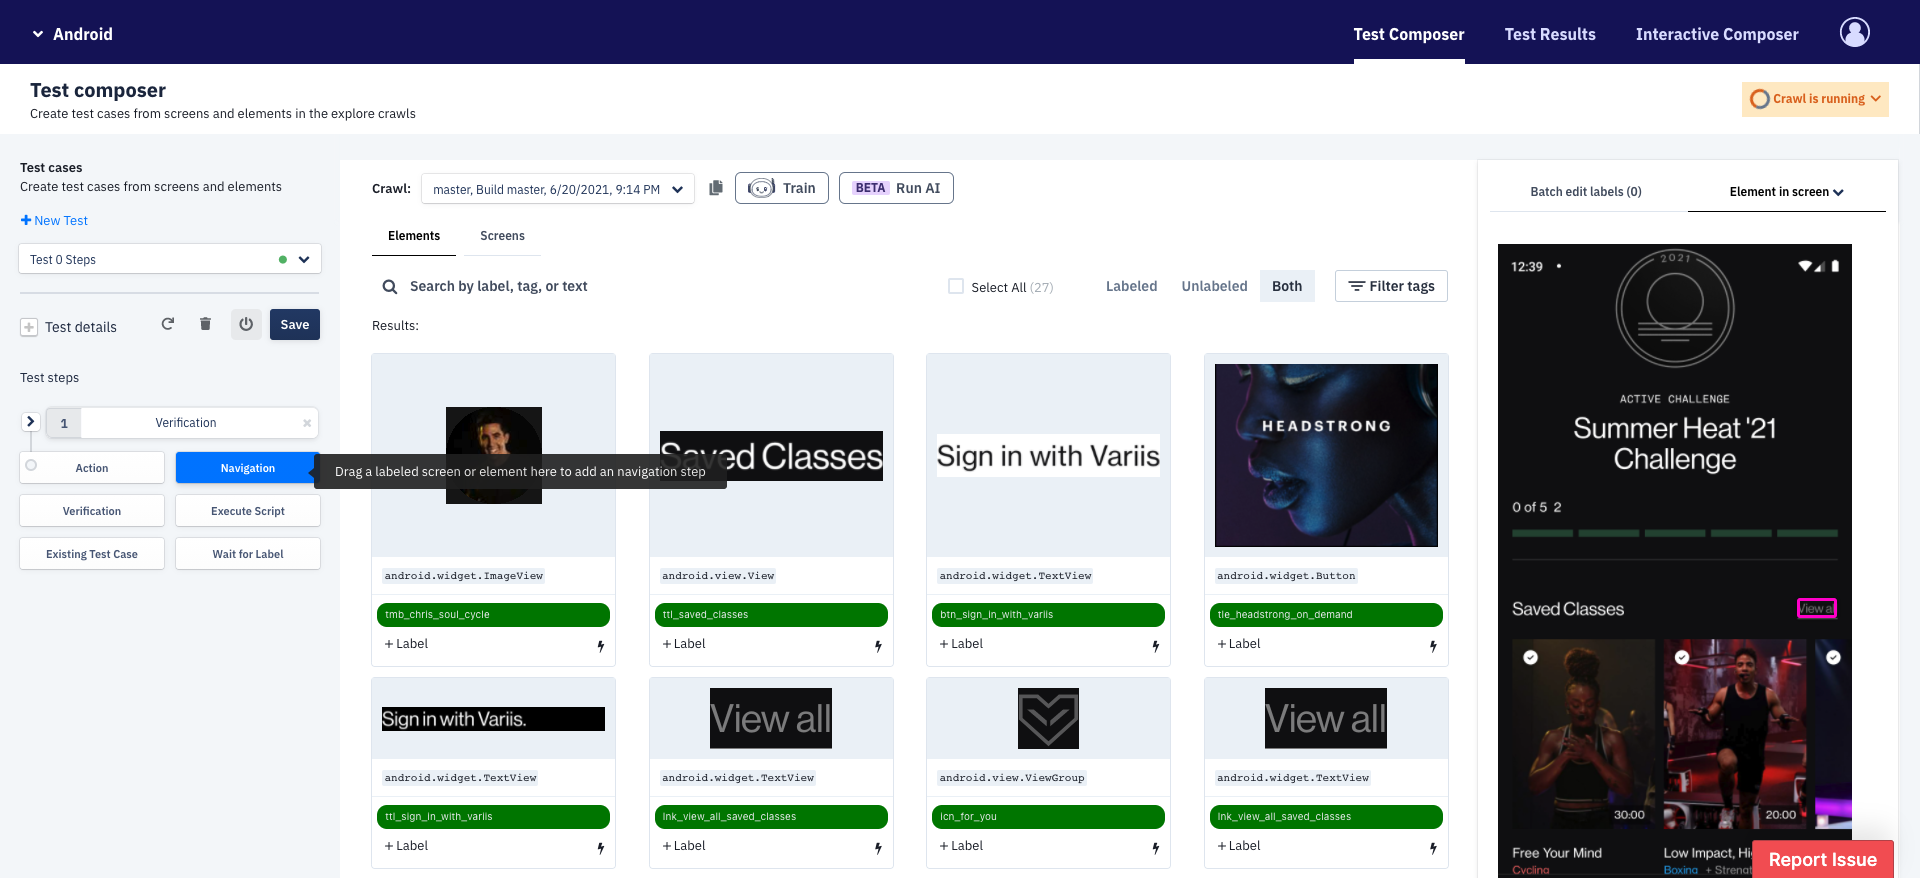 Android
Test Composer
Test Results
Interactive Composer
Test composer
Create test cases from screens and elements in the explore crawls
Crawl is running
Test cases
Create test cases from screens and elements
+ New Test
Test 0 Steps
Test details
Save
Test steps
1
Verification
×
Action
Navigation
Drag a labeled screen or element here to add an navigation step
Verification
Execute Script
Existing Test Case
Wait for Label
Crawl:
master, Build master, 6/20/2021, 9:14 PM
Train
BETA Run AI
Elements
Screens
Search by label, tag, or text
Select All (27)
Labeled
Unlabeled
Both
Filter tags
Results:
Saved Classes
Sign in with Variis
HEADSTRONG
android.widget.ImageView
android.view.View
android.widget.TextView
android.widget.Button
tmb_chris_soul_cycle
ttl_saved_classes
btn_sign_in_with_variis
tle_headstrong_on_demand
+ Label
+ Label
+ Label
+ Label
Sign in with Variis.
View all
View all
android.widget.TextView
android.widget.TextView
android.view.ViewGroup
android.widget.TextView
ttl_sign_in_with_variis
lnk_view_all_saved_classes
icn_for_you
lnk_view_all_saved_classes
+ Label
+ Label
+ Label
+ Label
Batch edit labels (0)
Element in screen
12:39
2021
ACTIVE CHALLENGE
Summer Heat '21
Challenge
0 of 5 2
Saved Classes
View all
30:00
20:00
Free Your Mind
Low Impact,
Cycling
Boxing
Report Issue